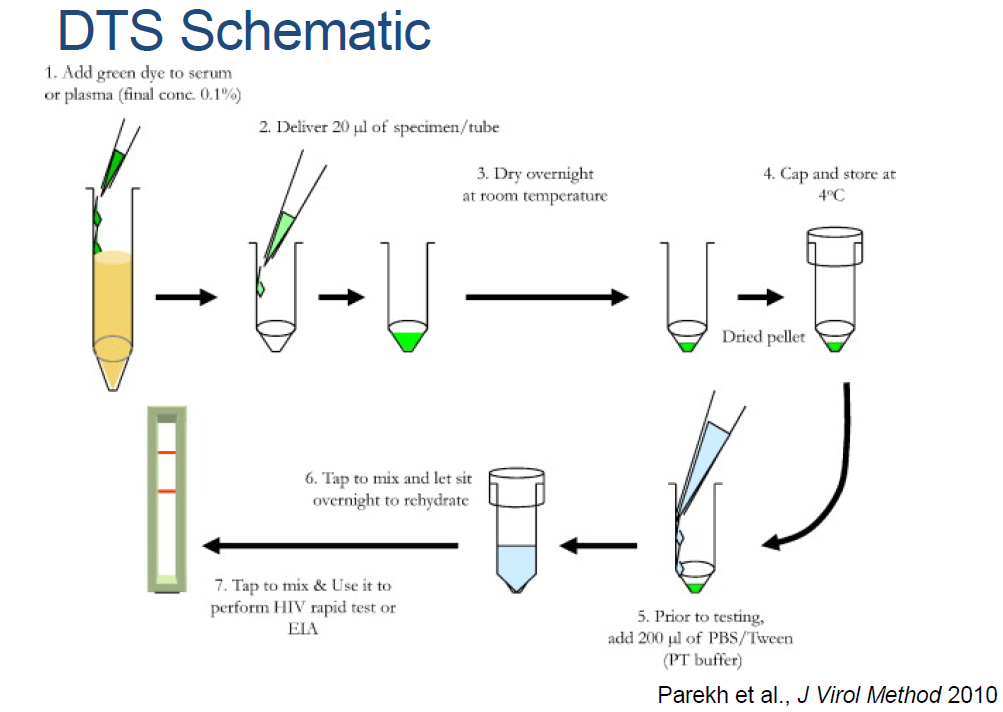 DTS Schematic
1. Add green dye to serum
or plasma (final conc. 0.1%)
2. Deliver 20 µl of specimen/tube
3. Dry overnight
at room temperature
4. Cap and store at
4°C
Dried pellet
5. Prior to testing,
add 200 µl of PBS/Tween
(PT buffer)
6. Tap to mix and let sit
overnight to rehydrate
7. Tap to mix & Use it to
perform HIV rapid test or
EIA
Parekh et al., J Virol Method 2010